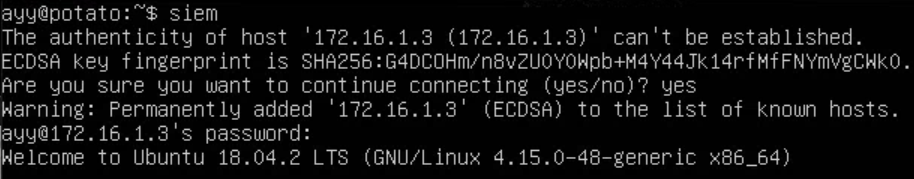 ayy@potato:~$ siem
The authenticity of host '172.16.1.3 (172.16.1.3)' can't be established.
ECDSA key fingerprint is SHA256:G4DCOHm/n8vZU0Y0Wpb+M4Y44Jk14rfMfFNYmVgCWk0.
Are you sure you want to continue connecting (yes/no)? yes
Warning: Permanently added '172.16.1.3' (ECDSA) to the list of known hosts.
ayy@172.16.1.3's password:
Welcome to Ubuntu 18.04.2 LTS (GNU/Linux 4.15.0-48-generic x86_64)